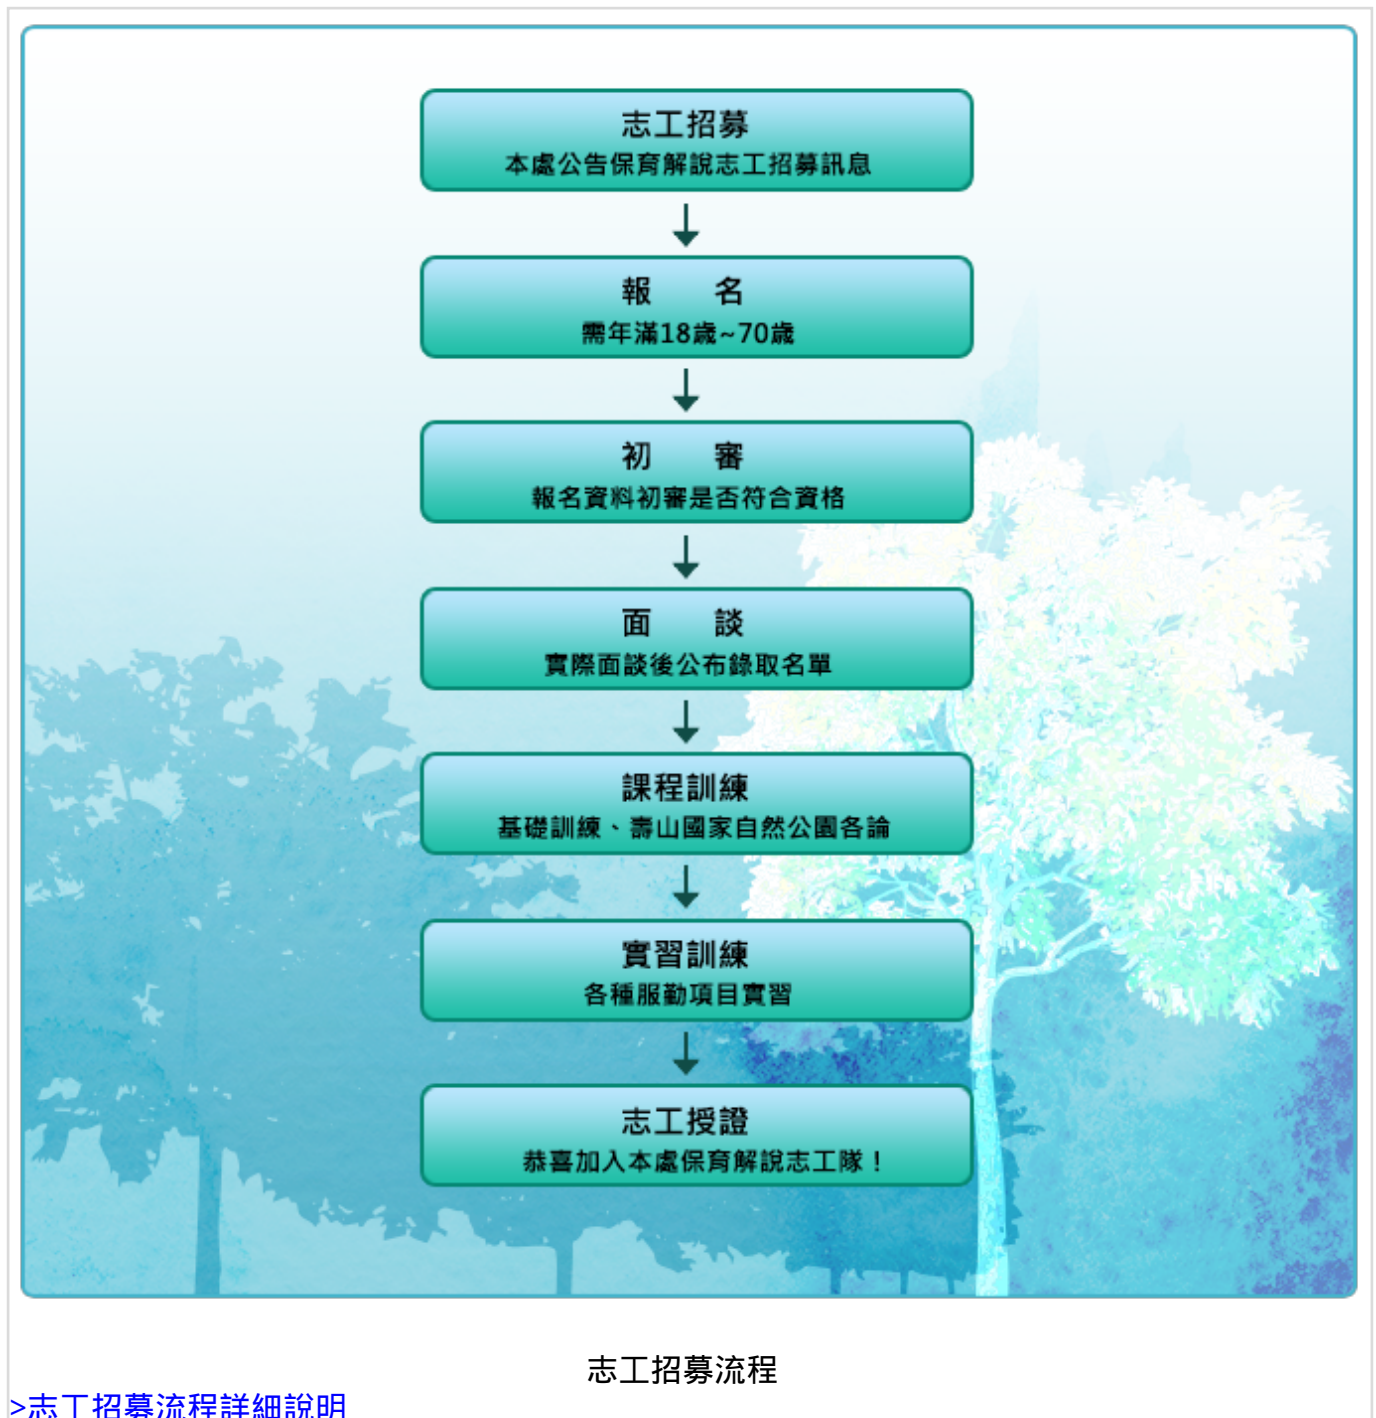 志工招募
本處公告保育解說志工招募訊息
報　　名
需年滿18歲~70歲
初　　審
報名資料初審是否符合資格
面　　談
實際面談後公布錄取名單
課程訓練
基礎訓練、壽山國家自然公園各論
實習訓練
各種服勤項目實習
志工授證
恭喜加入本處保育解說志工隊！
志工招募流程
>志工招募流程詳細說明